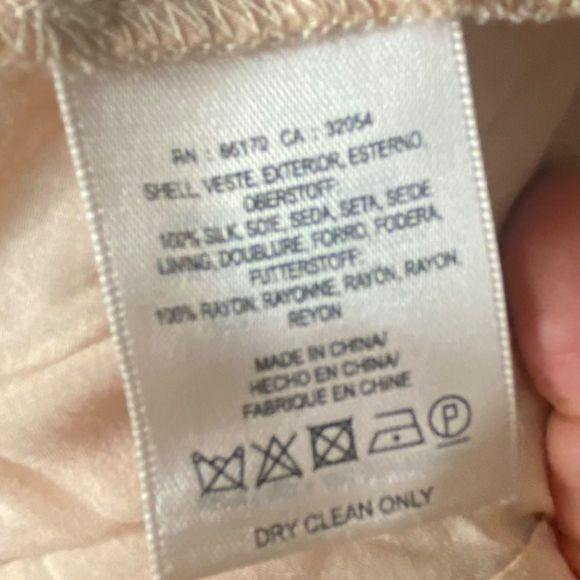 RN : 86170 CA : 32054
SHELL, VESTE, EXTERIOR, ESTERNO,
OBERSTOFF:
100% SILK, SOIE, SEDA, SETA, SEIDE
LINING, DOUBLURE, FORRO, FODERA,
FUTTERSTOFF:
100% RAYON, RAYONNE, RAYÓN, RAYON,
REYON
MADE IN CHINA/
HECHO EN CHINA/
FABRIQUE EN CHINE
P
DRY CLEAN ONLY